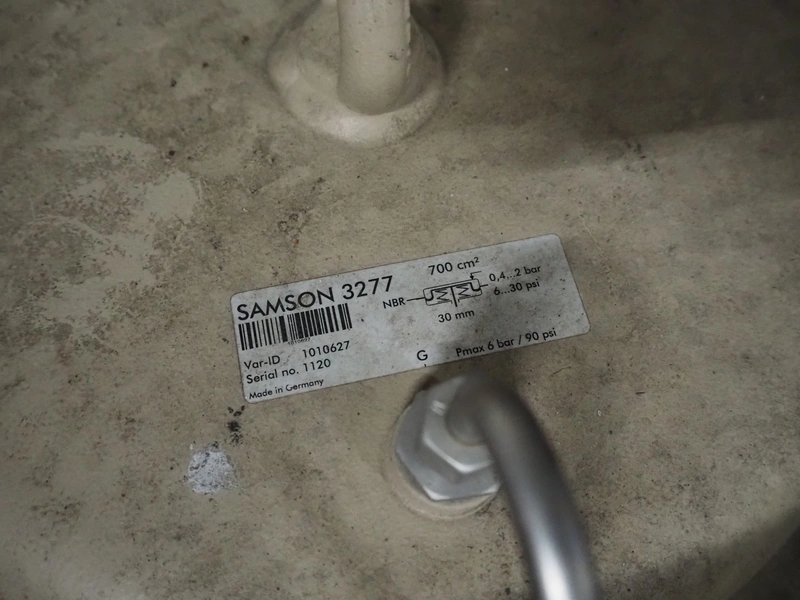 SAMSON 3277
700 cm²
NBR
0,4...2 bar
6...30 psi
30 mm
Var-ID 1010627
Serial no. 1120
Made in Germany
G
Pmax 6 bar / 90 psi